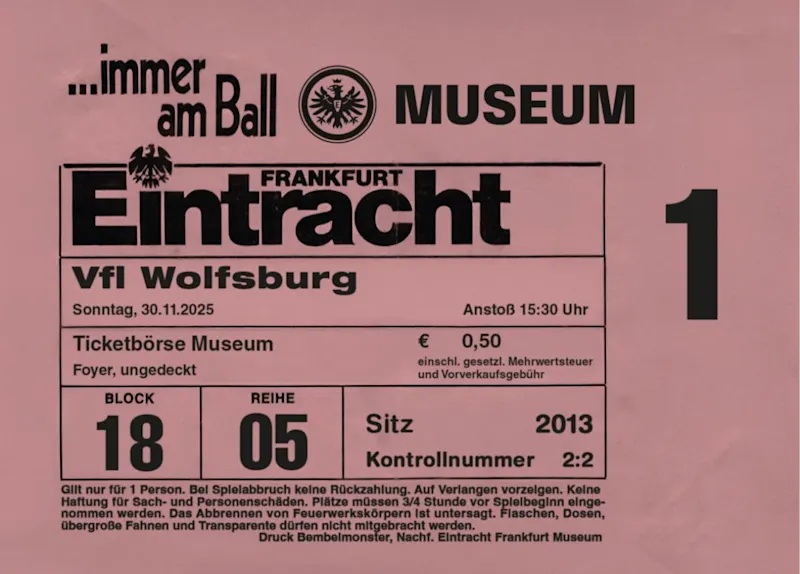 ...immer
am Ball
MUSEUM
FRANKFURT
Eintracht
Vfl Wolfsburg
Sonntag, 30.11.2025
Anstoß 15:30 Uhr
1
Ticketbörse Museum
€ 0,50
Foyer, ungedeckt
einschl. gesetzl. Mehrwertsteuer
und Vorverkaufsgebühr
BLOCK
18
REIHE
05
Sitz 2013
Kontrollnummer 2:2
Gilt nur für 1 Person. Bei Spielabbruch keine Rückzahlung. Auf Verlangen vorzeigen. Keine
Haftung für Sach- und Personenschäden. Plätze müssen 3/4 Stunde vor Spielbeginn einge-
nommen werden. Das Abbrennen von Feuerwerkskörpern ist untersagt. Flaschen, Dosen,
übergroße Fahnen und Transparente dürfen nicht mitgebracht werden.
Druck Bembelmonster, Nachf. Eintracht Frankfurt Museum